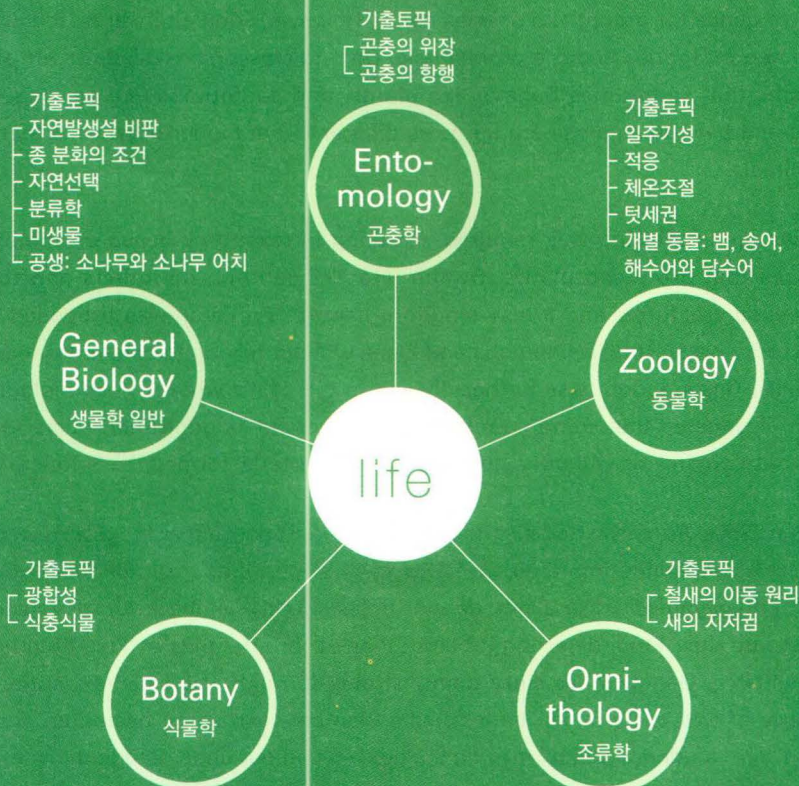 기출토픽
곤충의 위장
곤충의 항행
Ento-
mology
곤충학
기출토픽
자연발생설 비판
종 분화의 조건
자연선택
분류학
미생물
공생: 소나무와 소나무 어치
General
Biology
생물학 일반
기출토픽
일주기성
적응
체온조절
텃세권
개별 동물: 뱀, 송어,
해수어와 담수어
Zoology
동물학
life
기출토픽
광합성
식충식물
Botany
식물학
기출토픽
철새의 이동 원리
새의 지저귐
Orni-
thology
조류학